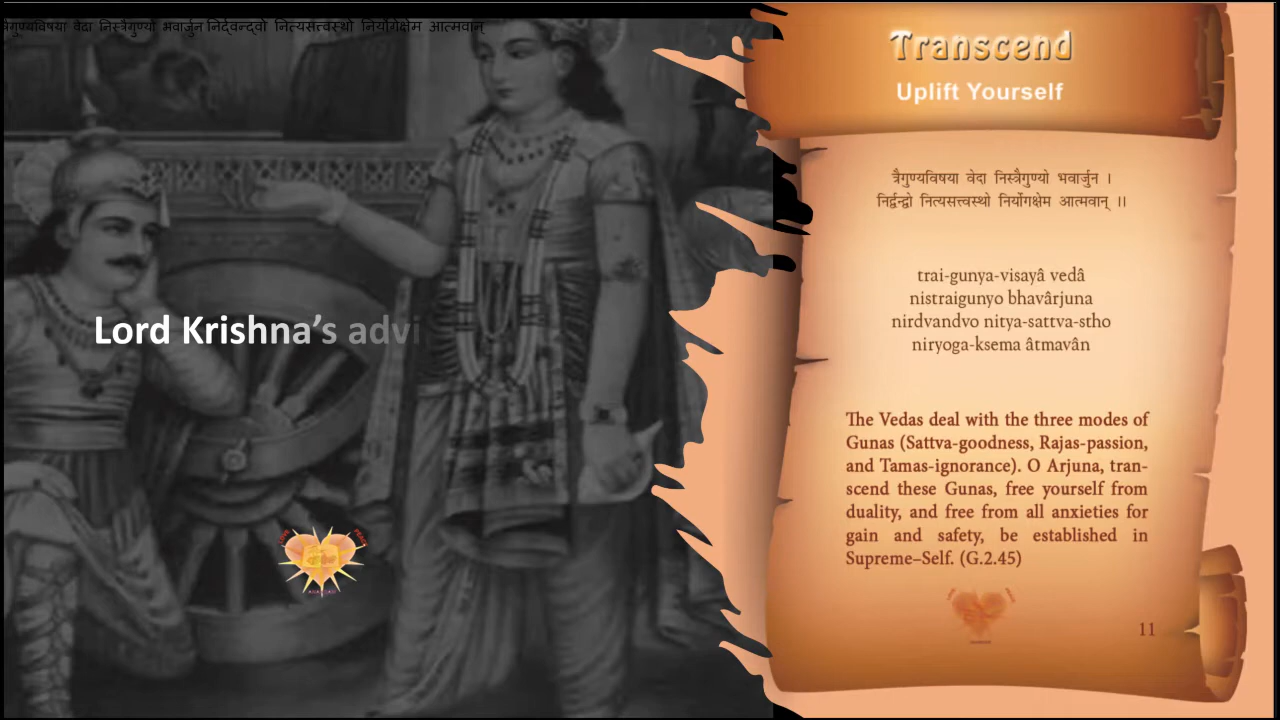 त्रैगुण्यविषया वेदा निस्त्रैगुण्यो भवार्जुन निर्द्वन्द्वो नित्यसत्त्वस्थो निर्योगक्षेम आत्मवान्
Transcend
Uplift Yourself
त्रैगुण्यविषया वेदा निस्त्रैगुण्यो भवार्जुन ।
निर्द्वन्द्वो नित्यसत्त्वस्थो निर्योगक्षेम आत्मवान् ।।
trai-gunya-visayâ vedâ
nistraigunyo bhavârjuna
nirdvandvo nitya-sattva-stho
niryoga-ksema âtmavân
Lord Krishna's advi
The Vedas deal with the three modes of
Gunas (Sattva-goodness, Rajas-passion,
and Tamas-ignorance). O Arjuna, tran-
scend these Gunas, free yourself from
duality, and free from all anxieties for
gain and safety, be established in
Supreme–Self. (G.2.45)
11